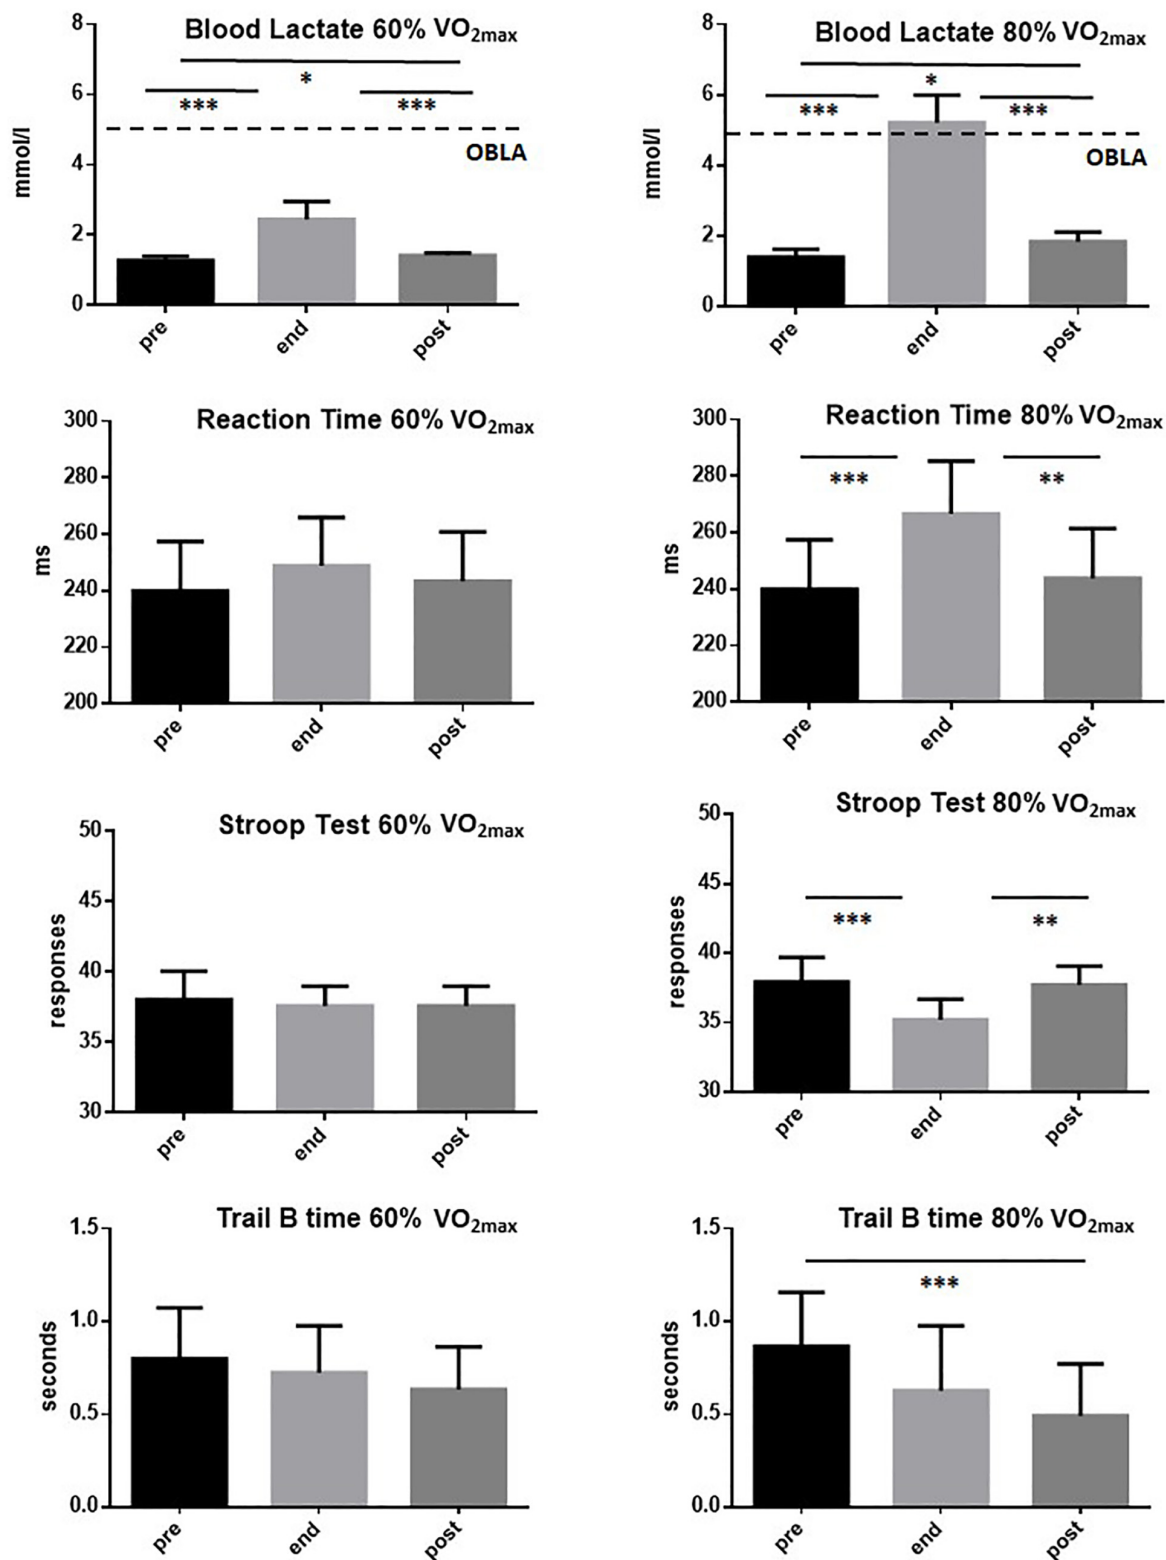 Blood Lactate 60% VO2max
8
6
4
2
0
mmol/l
*
***
***
OBLA
pre
end
post
Blood Lactate 80% VO2max
8
6
4
2
0
mmol/l
*
***
***
OBLA
pre
end
post
Reaction Time 60% VO2max
300
280
260
240
220
200
ms
pre
end
post
Reaction Time 80% VO2max
300
280
260
240
220
200
ms
***
**
pre
end
post
Stroop Test 60% VO2max
50
45
40
35
30
responses
pre
end
post
Stroop Test 80% VO2max
50
45
40
35
30
responses
***
**
pre
end
post
Trail B time 60% VO2max
1.5
1.0
0.5
0.0
seconds
pre
end
post
Trail B time 80% VO2max
1.5
1.0
0.5
0.0
seconds
***
pre
end
post